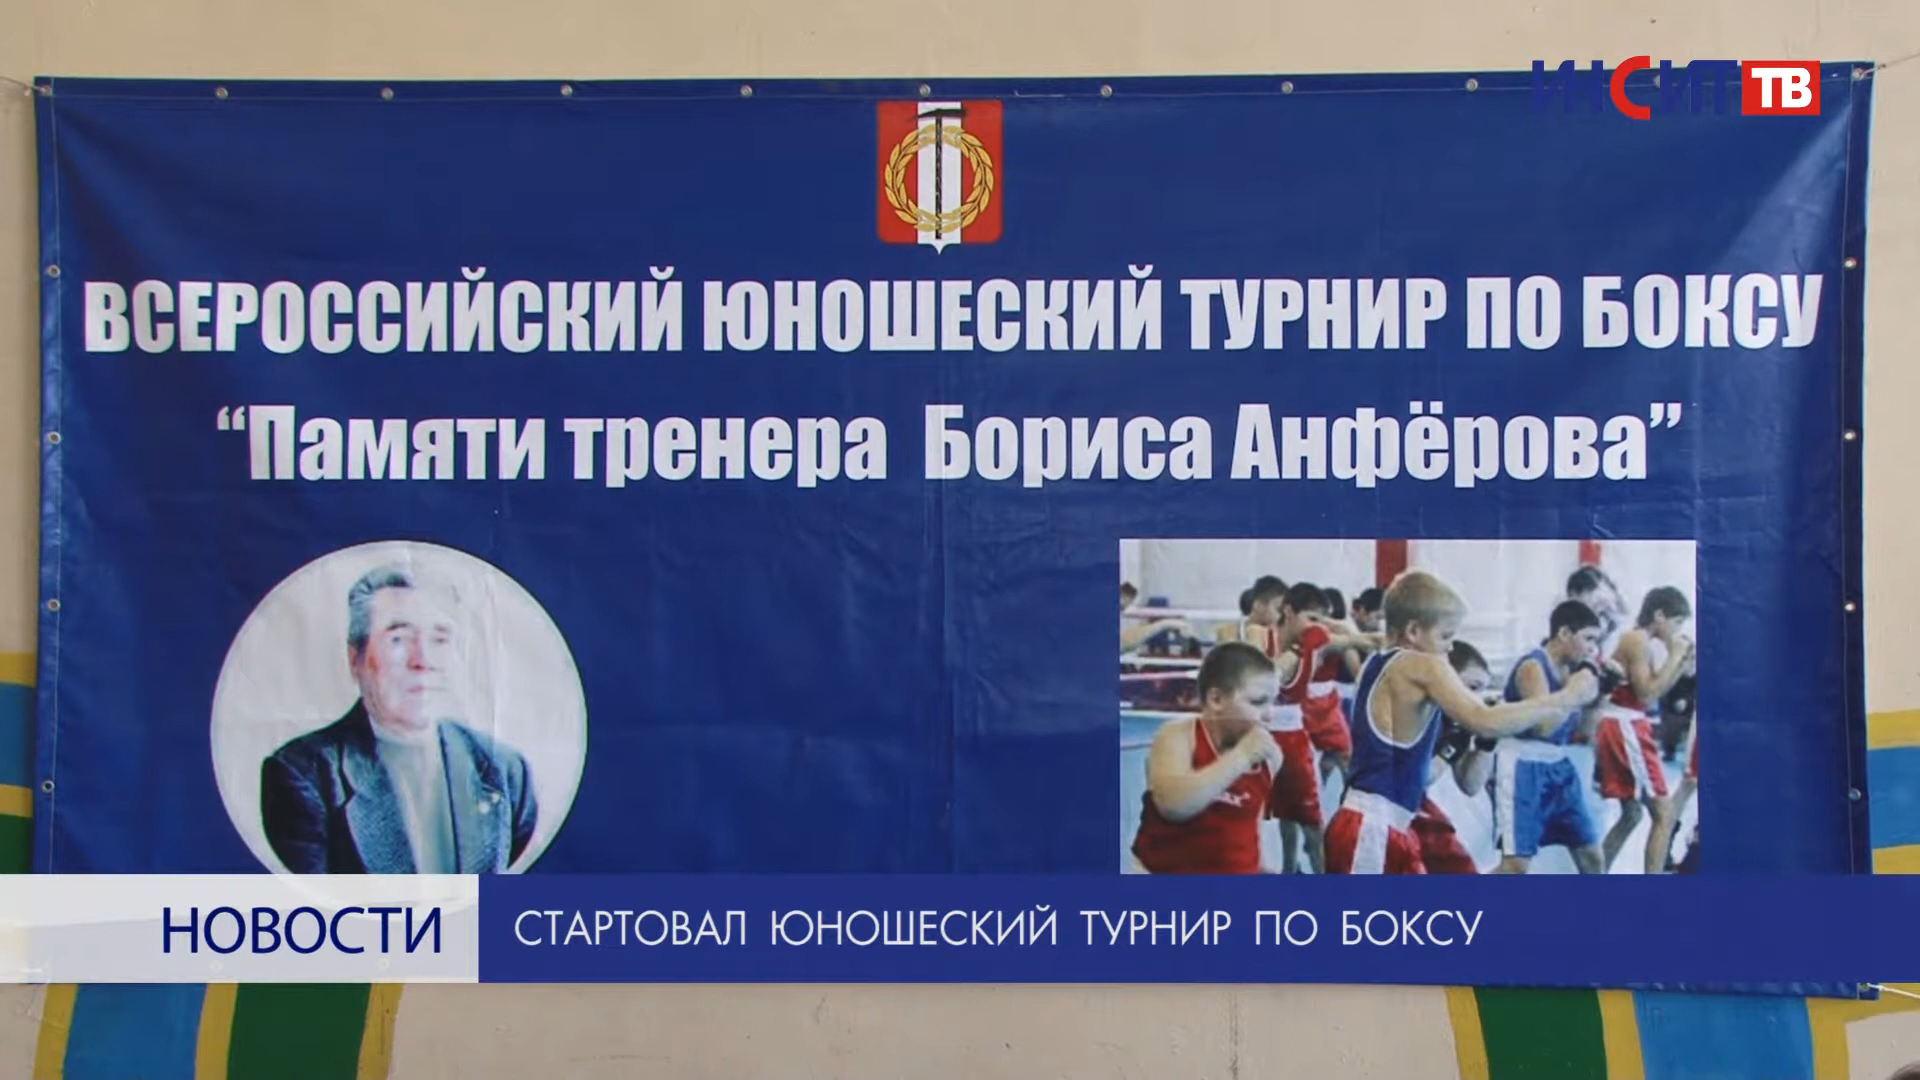 ИНСИТ ТВ
ВСЕРОССИЙСКИЙ ЮНОШЕСКИЙ ТУРНИР ПО БОКСУ
“Памяти тренера Бориса Анфёрова”
НОВОСТИ
СТАРТОВАЛ ЮНОШЕСКИЙ ТУРНИР ПО БОКСУ